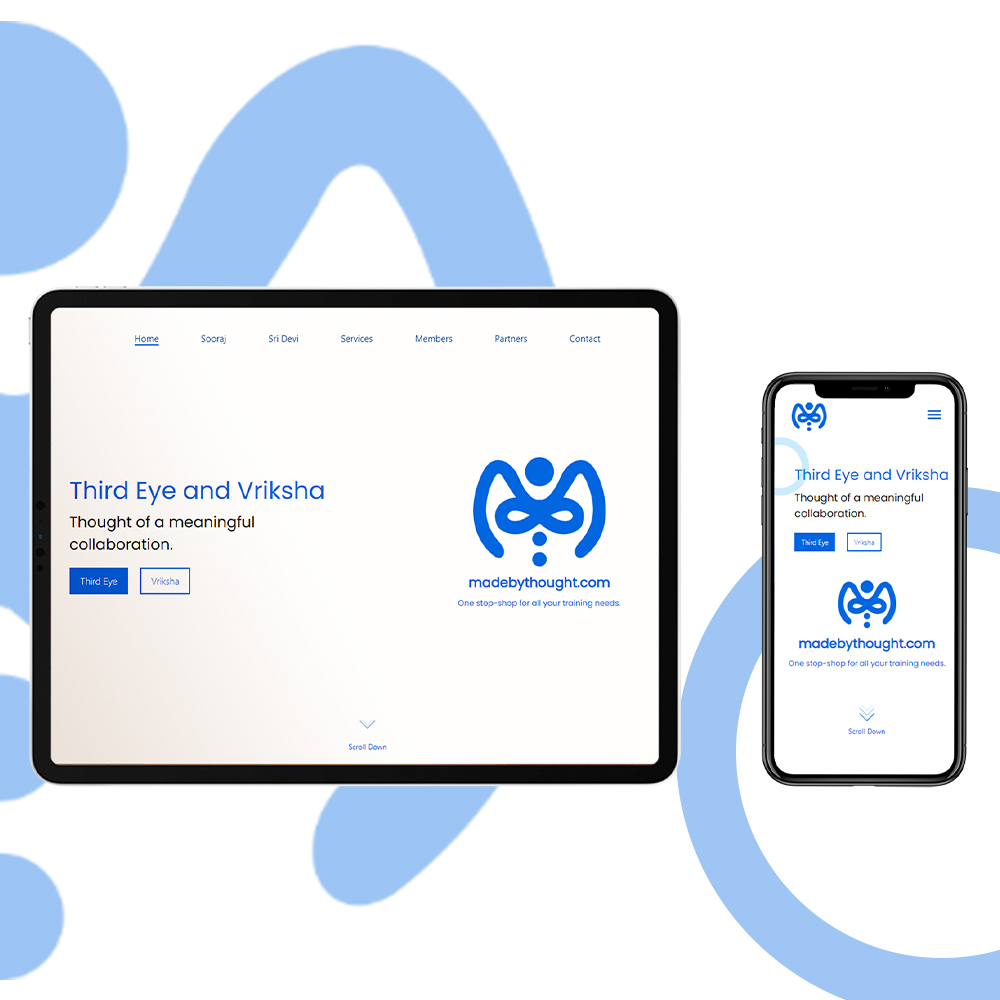 Home Sooraj Sri Devi Services Members Partners Contact
Third Eye and Vriksha
Thought of a meaningful
collaboration.
Third Eye Vriksha
madebythought.com
One stop-shop for all your training needs.
Scroll Down
Third Eye and Vriksha
Thought of a meaningful
collaboration.
Third Eye Vriksha
madebythought.com
One stop-shop for all your training needs.
Scroll Down